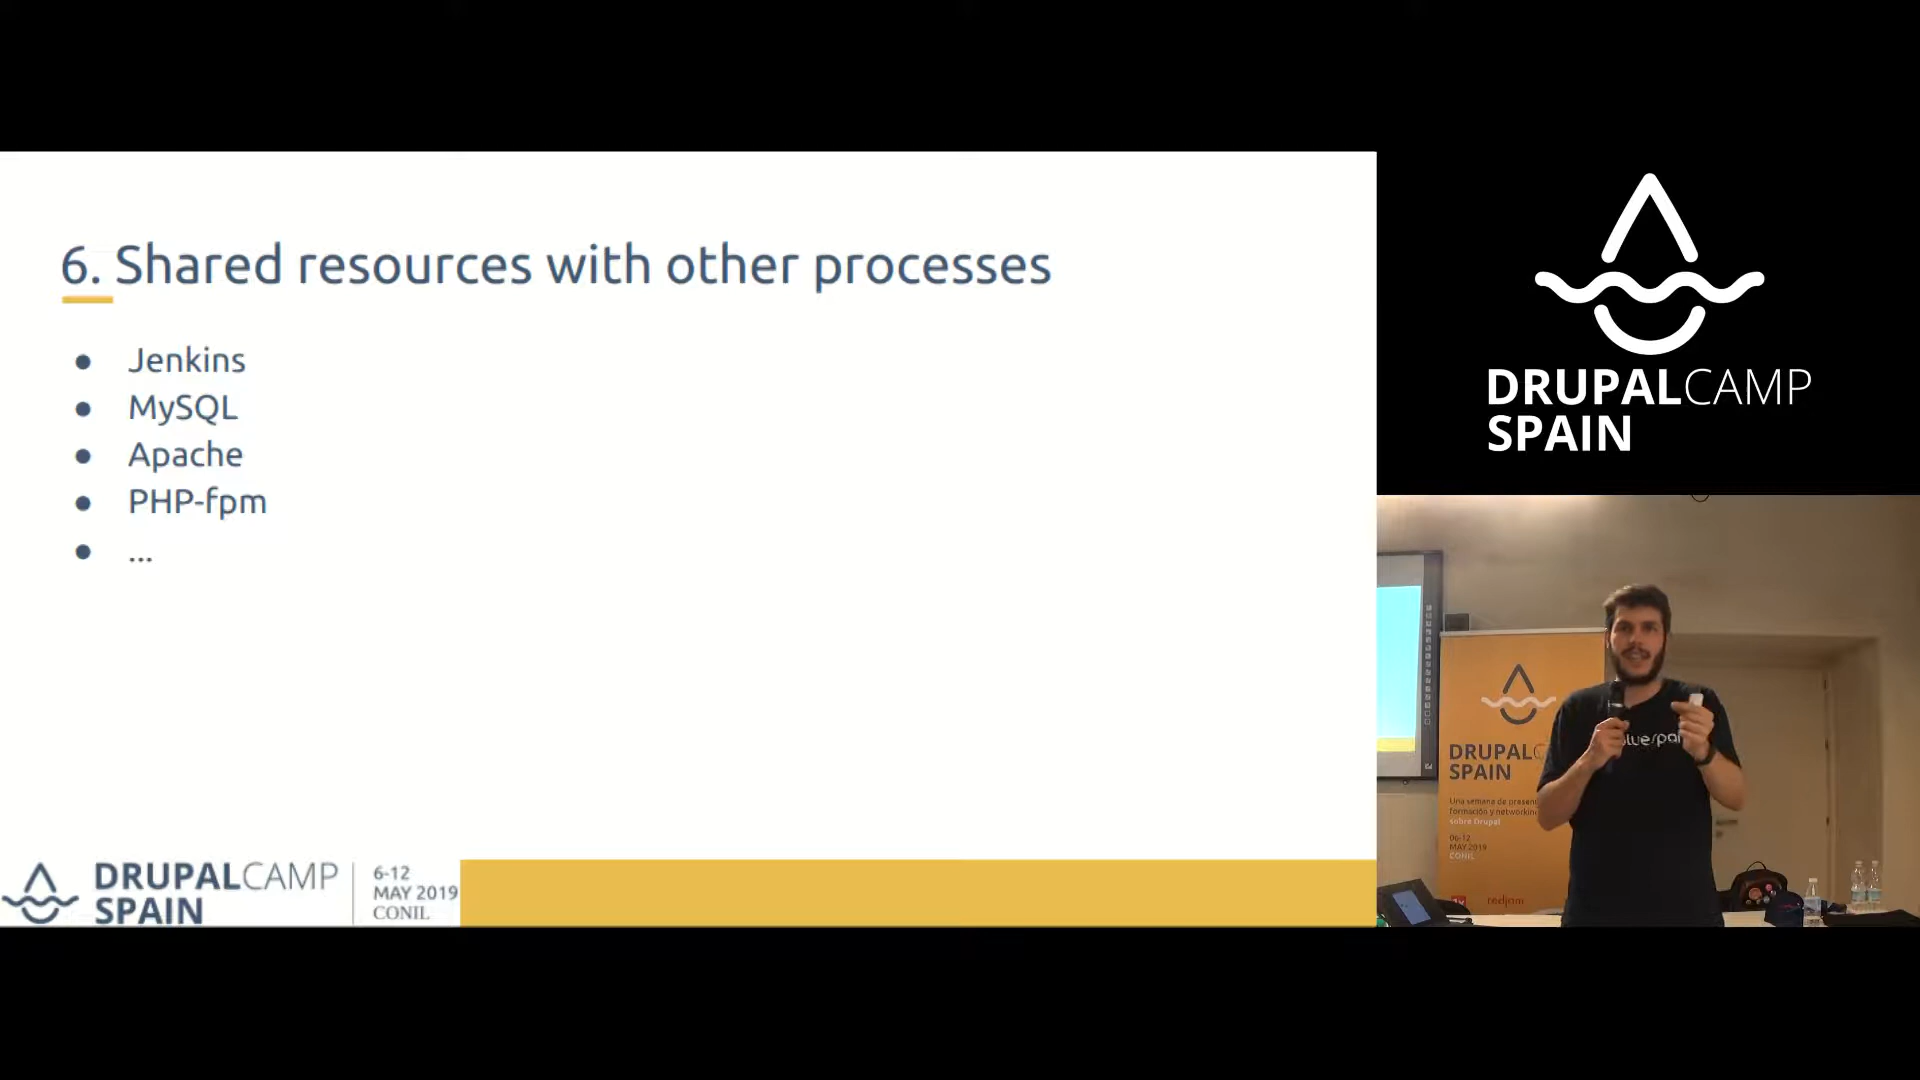 6. Shared resources with other processes
● Jenkins
● MySQL
● Apache
● PHP-fpm
● ...
DRUPALCAMP
SPAIN
6-12
MAY 2019
CONIL
DRUPALCAMP
SPAIN
DRUPAL
SPAIN
Una semana de
formación y networking
sobre Drupal
06-12
MAY 2019
CONIL